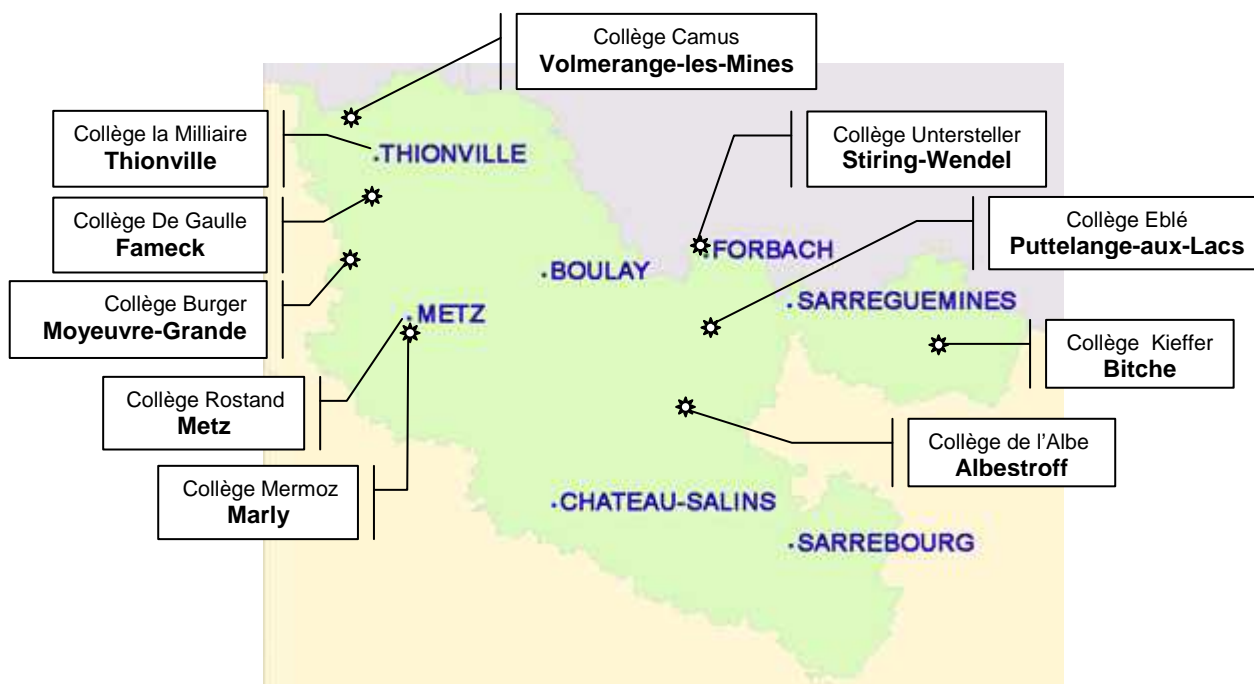 Collège Camus
Volmerange-les-Mines
Collège la Milliaire
Thionville
THIONVILLE
Collège Untersteller
Stiring-Wendel
Collège De Gaulle
Fameck
Collège Eblé
Puttelange-aux-Lacs
FORBACH
BOULAY
SARREGUEMINES
Collège Burger
Moyeuvre-Grande
METZ
Collège Kieffer
Bitche
Collège Rostand
Metz
Collège de l'Albe
Albestroff
Collège Mermoz
Marly
CHATEAU-SALINS
SARREBOURG